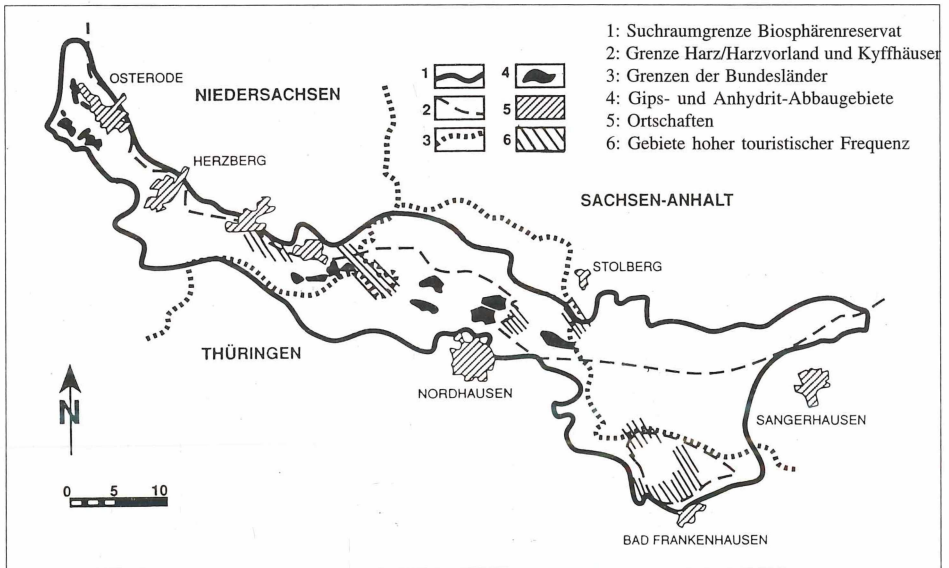 1: Suchraumgrenze Biosphärenreservat
2: Grenze Harz/Harzvorland und Kyffhäuser
3: Grenzen der Bundesländer
4: Gips- und Anhydrit-Abbaugebiete
5: Ortschaften
6: Gebiete hoher touristischer Frequenz
1
4
2
5
3
6
OSTERODE
NIEDERSACHSEN
HERZBERG
SACHSEN-ANHALT
STOLBERG
THÜRINGEN
NORDHAUSEN
SANGERHAUSEN
BAD FRANKENHAUSEN
N
0 5 10